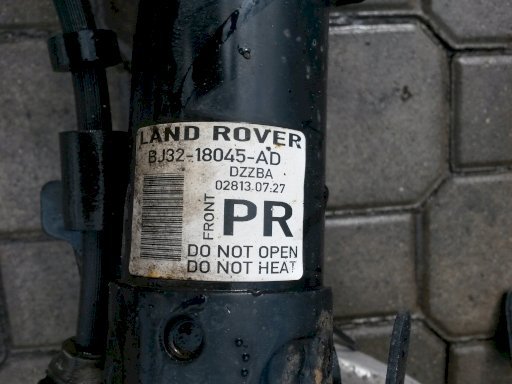 LAND ROVER
BJ32-18045-AD
DZZBA
02813 07:27
FRONT
PR
DO NOT OPEN
DO NOT HEAT